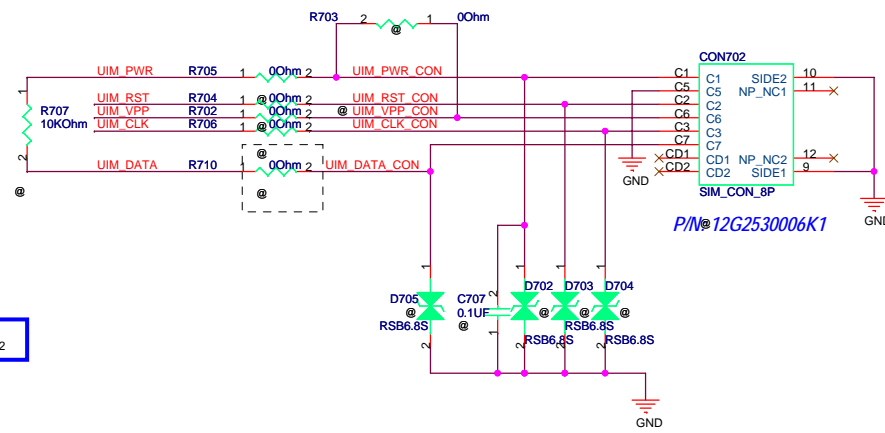 R703 2 1 0Ohm
@
CON702
UIM_PWR R705 1 0Ohm 2 UIM_PWR_CON C1 C1 SIDE2 10
C5 C5 NP_NC1 11
UIM_RST R704 1 @ 0Ohm 2 UIM_RST_CON C2 C2
UIM_VPP R702 1 0Ohm 2 @ UIM_VPP_CON C6 C6
UIM_CLK R706 1 @ 0Ohm 2 UIM_CLK_CON C3 C3
C7 C7
1 R707 10KOhm 2
@
CD1 CD1 NP_NC2 12
UIM_DATA R710 1 0Ohm 2 UIM_DATA_CON CD2 CD2 SIDE1 9
@
@
GND
SIM_CON_8P
P/N@ 12G2530006K1
GND
1 2 1 1 1
D705 C707 D702 D703 D704
@ 0.1UF @ @ @
RSB6.8S @ RSB6.8S RSB6.8S RSB6.8S
2 1 2 2 2
2
GND